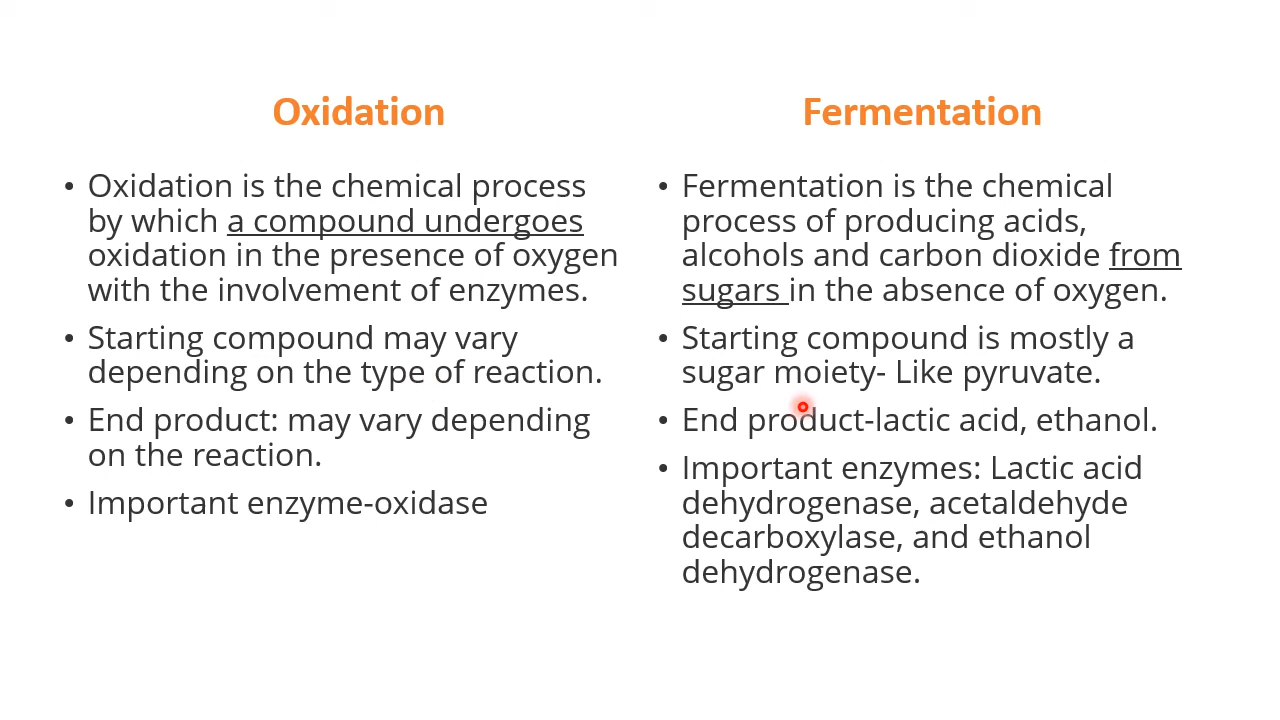 Oxidation
• Oxidation is the chemical process
by which a compound undergoes
oxidation in the presence of oxygen
with the involvement of enzymes.
• Starting compound may vary
depending on the type of reaction.
• End product: may vary depending
on the reaction.
• Important enzyme-oxidase
Fermentation
• Fermentation is the chemical
process of producing acids,
alcohols and carbon dioxide from
sugars in the absence of oxygen.
• Starting compound is mostly a
sugar moiety- Like pyruvate.
• End product-lactic acid, ethanol.
• Important enzymes: Lactic acid
dehydrogenase, acetaldehyde
decarboxylase, and ethanol
dehydrogenase.